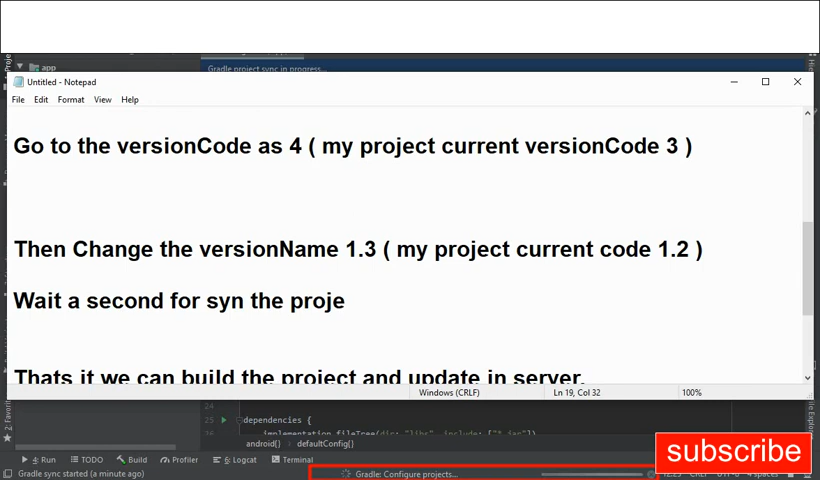 app
Gradle project sync in progress...
Untitled - Notepad
File Edit Format View Help
Go to the versionCode as 4 ( my project current versionCode 3 )
Then Change the versionName 1.3 ( my project current code 1.2 )
Wait a second for syn the proje
Thats it we can build the project and update in server.
Windows (CRLF) Ln 19, Col 32 100%
24
25 dependencies {
android{} defaultConfig{}
4: Run TODO Build Profiler 6: Logcat Terminal
Gradle sync started (a minute ago) Gradle: Configure projects...
subscribe